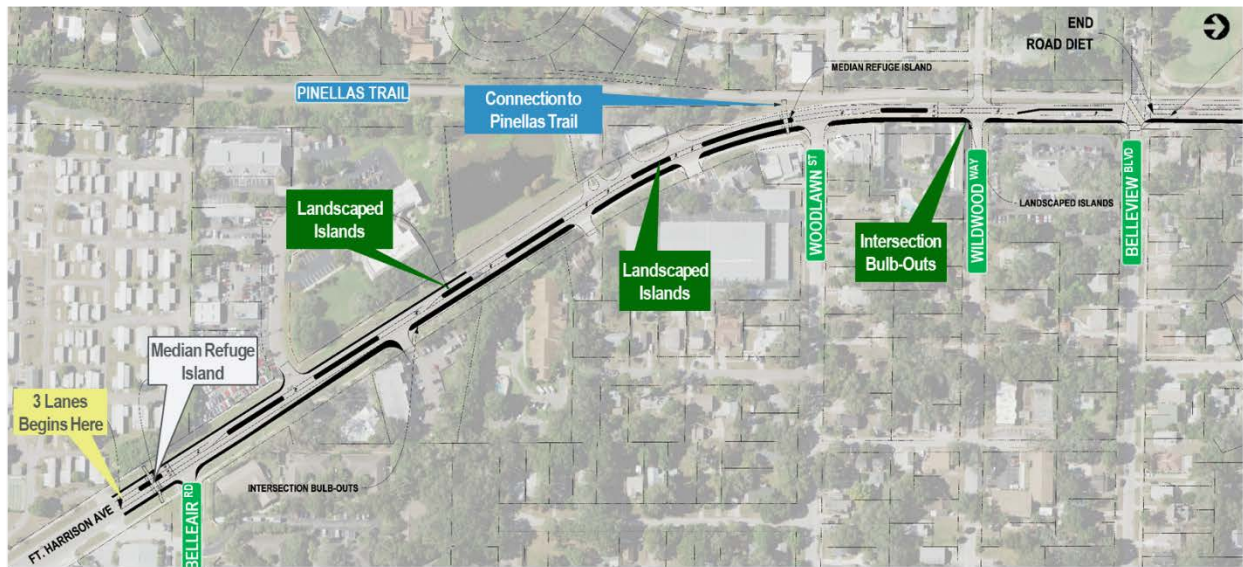 END
ROAD DIET
MEDIAN REFUGE ISLAND
PINELLAS TRAIL
Connection to
Pinellas Trail
WOODLAWN ST
WILDWOOD WAY
BELLEVIEW BLVD
LANDSCAPED ISLANDS
Landscaped
Islands
Landscaped
Islands
Intersection
Bulb-Outs
Median Refuge
Island
3 Lanes
Begins Here
INTERSECTION BULB-OUTS
FT. HARRISON AVE
BELLEAIR RD